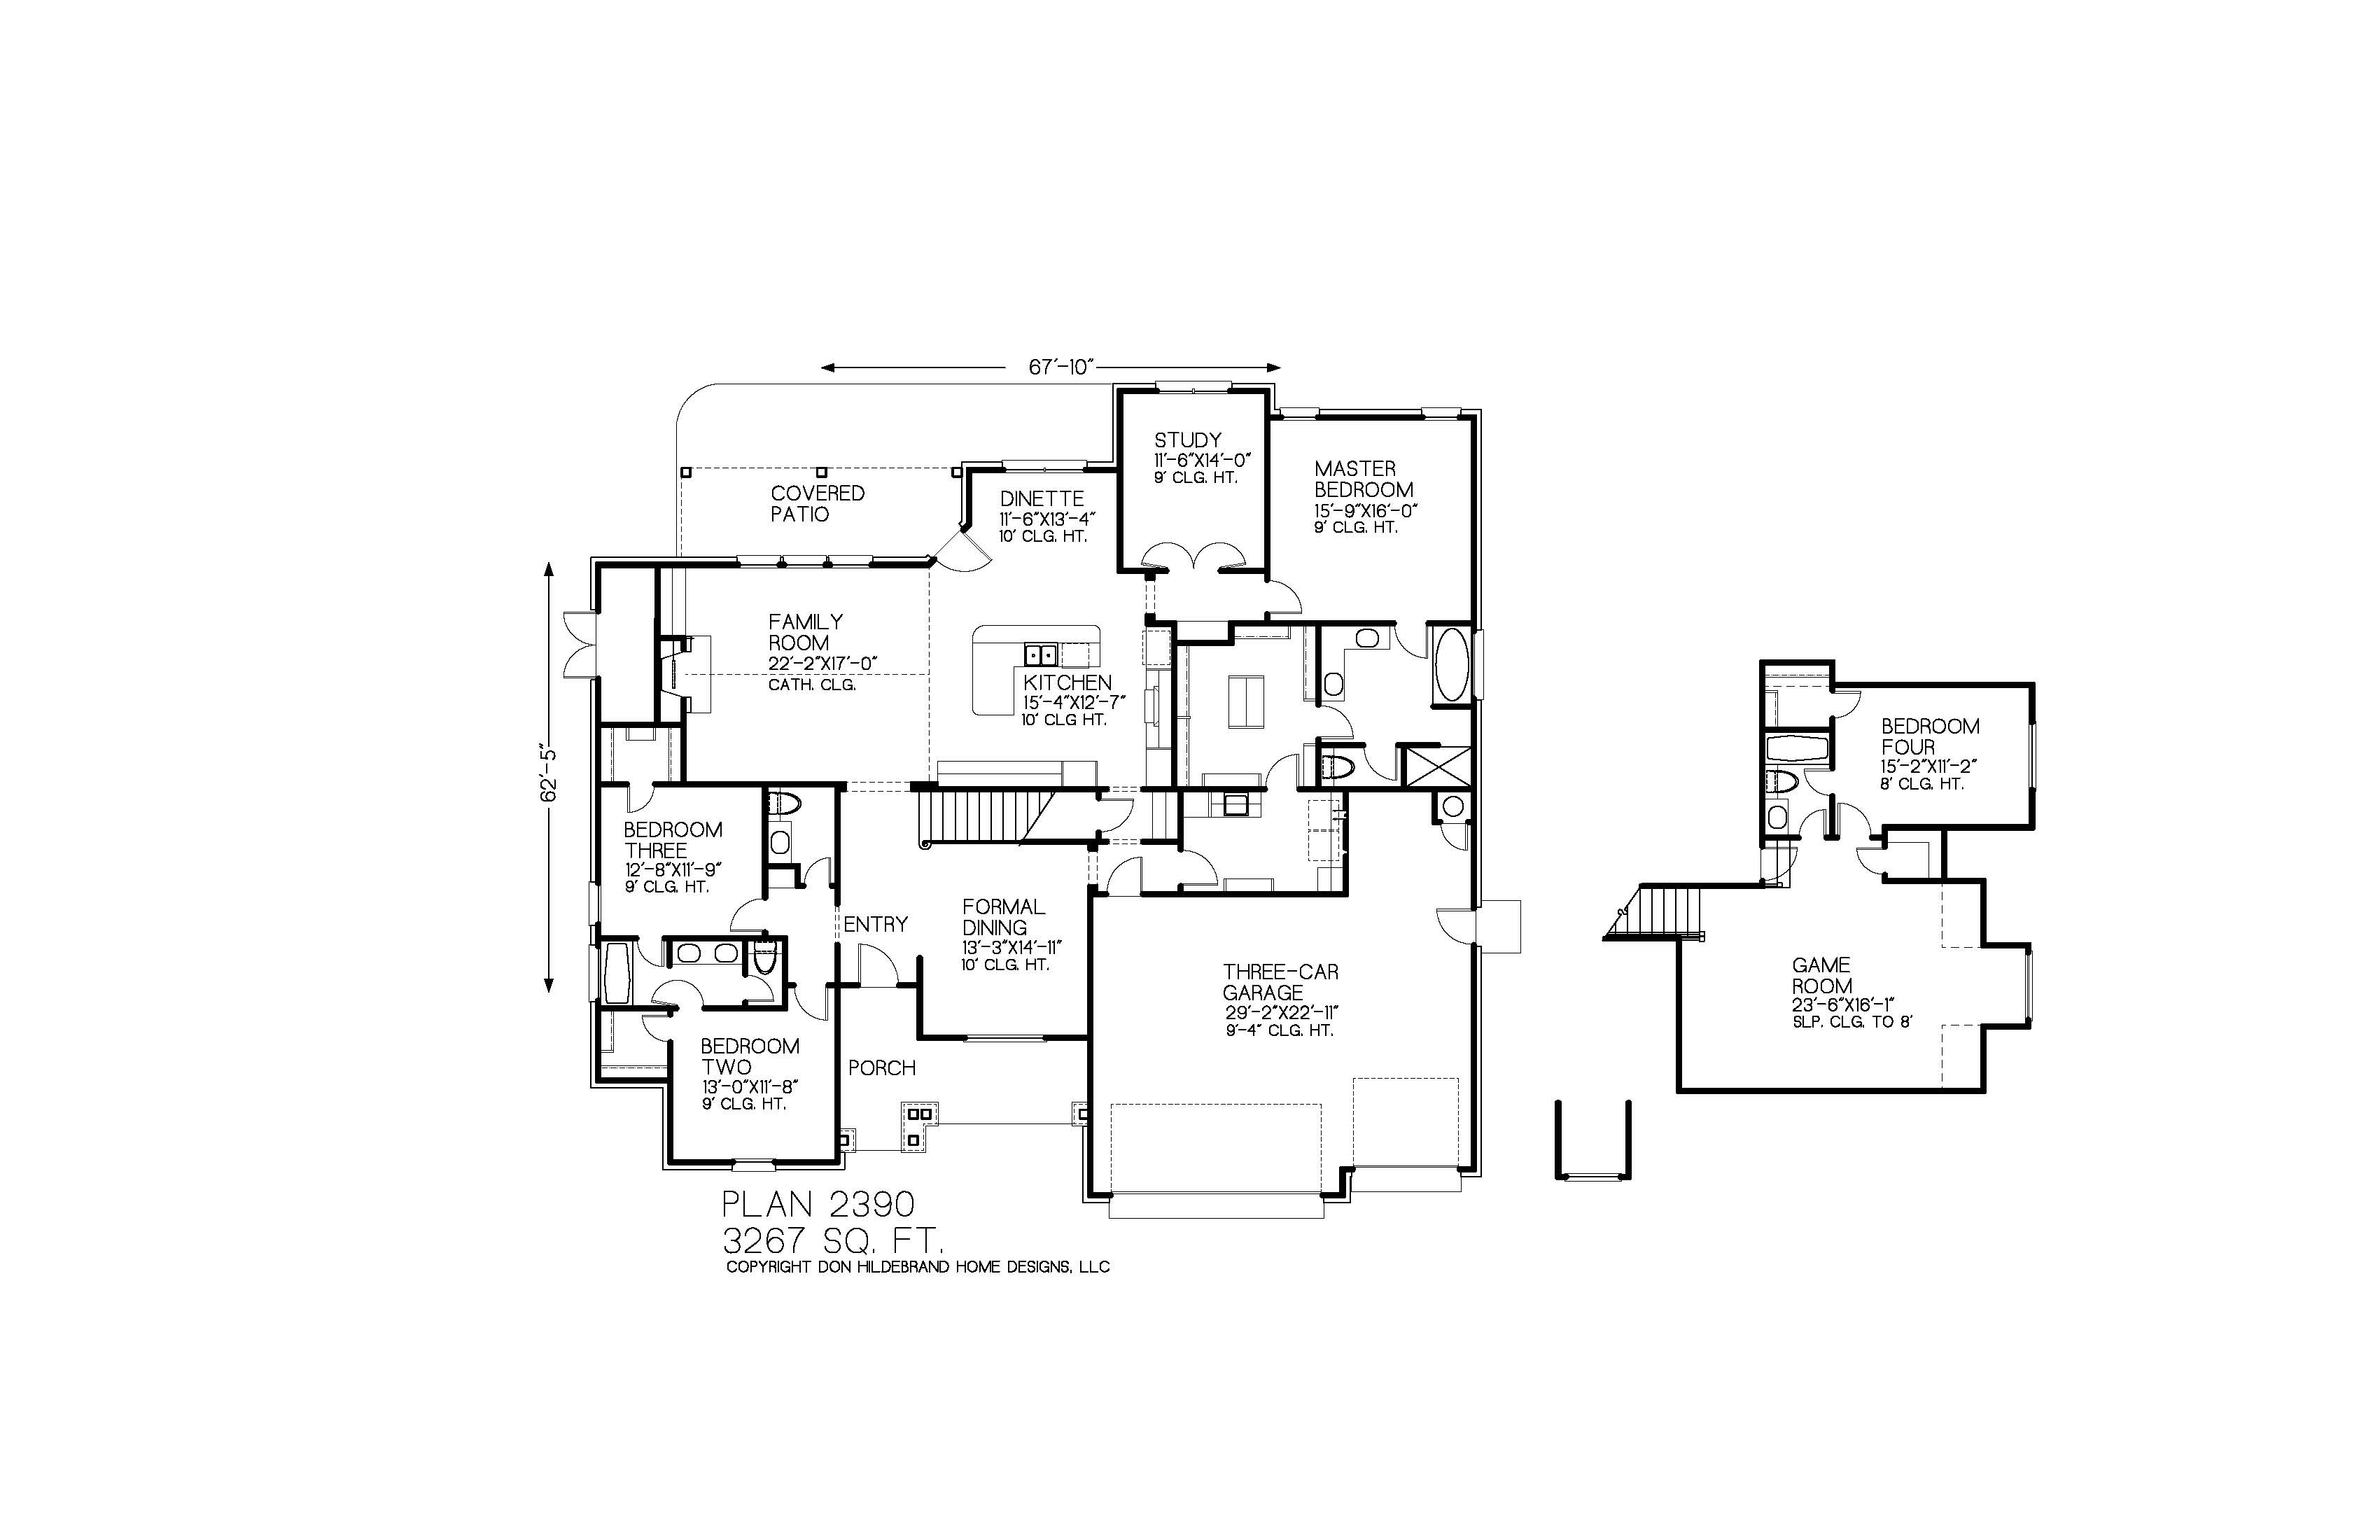 67'-10"
STUDY
11'-6"X14'-0"
9' CLG. HT.
MASTER
BEDROOM
15'-9"X16'-0"
9' CLG. HT.
COVERED
PATIO
DINETTE
11'-6"X13'-4"
10' CLG. HT.
FAMILY
ROOM
22'-2"X17'-0"
CATH. CLG.
KITCHEN
15'-4"X12'-7"
10' CLG HT.
62'-5"
BEDROOM
THREE
12'-8"X11'-9"
9' CLG. HT.
ENTRY
FORMAL
DINING
13'-3"X14'-11"
10' CLG. HT.
THREE-CAR
GARAGE
29'-2"X22'-11"
9'-4" CLG. HT.
BEDROOM
TWO
13'-0"X11'-8"
9' CLG. HT.
PORCH
BEDROOM
FOUR
15'-2"X11'-2"
8' CLG. HT.
GAME
ROOM
23'-6"X16'-1"
SLP. CLG. TO 8'
PLAN 2390
3267 SQ. FT.
COPYRIGHT DON HILDEBRAND HOME DESIGNS, LLC